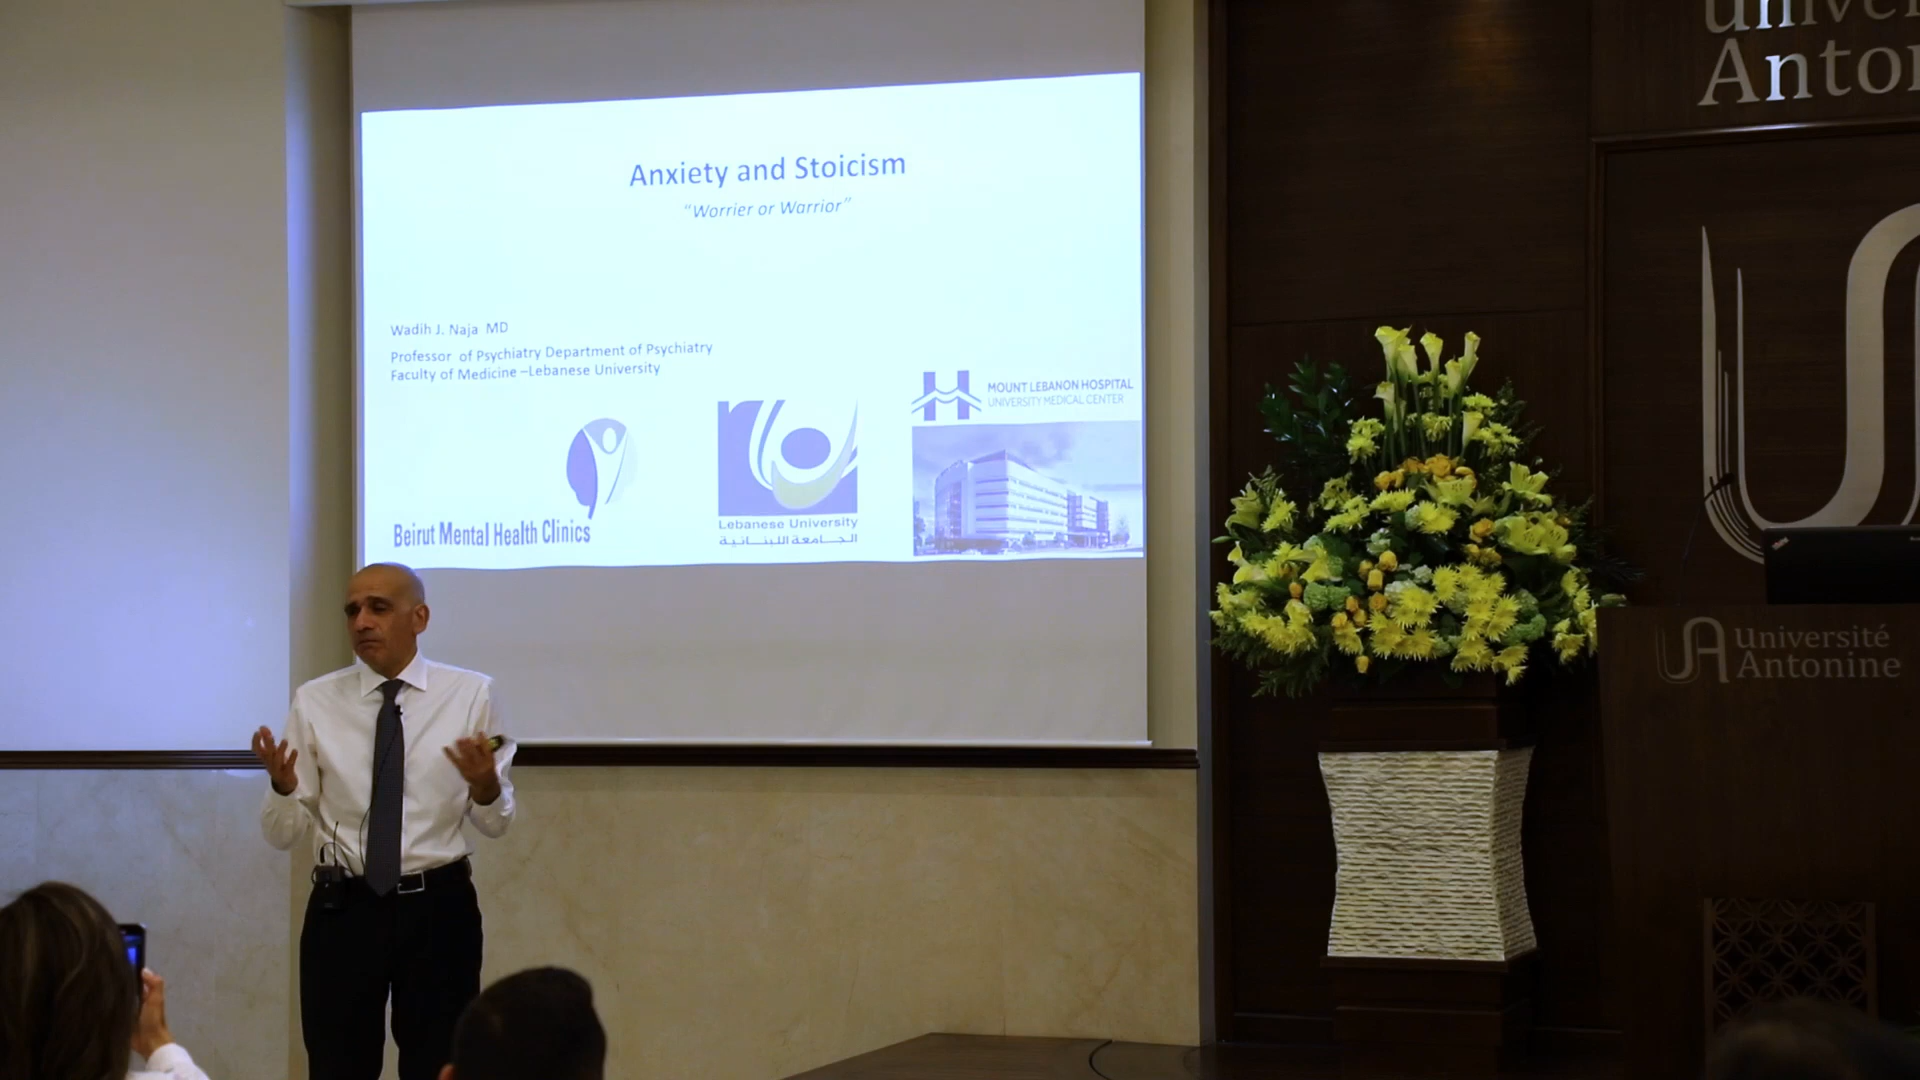 Anxiety and Stoicism
“Worrier or Warrior”
Wadih J. Naja MD
Professor of Psychiatry Department of Psychiatry
Faculty of Medicine –Lebanese University
Beirut Mental Health Clinics
Lebanese University
الجامعة اللبنانية
MOUNT LEBANON HOSPITAL
UNIVERSITY MEDICAL CENTER
UA
Université
Antonine